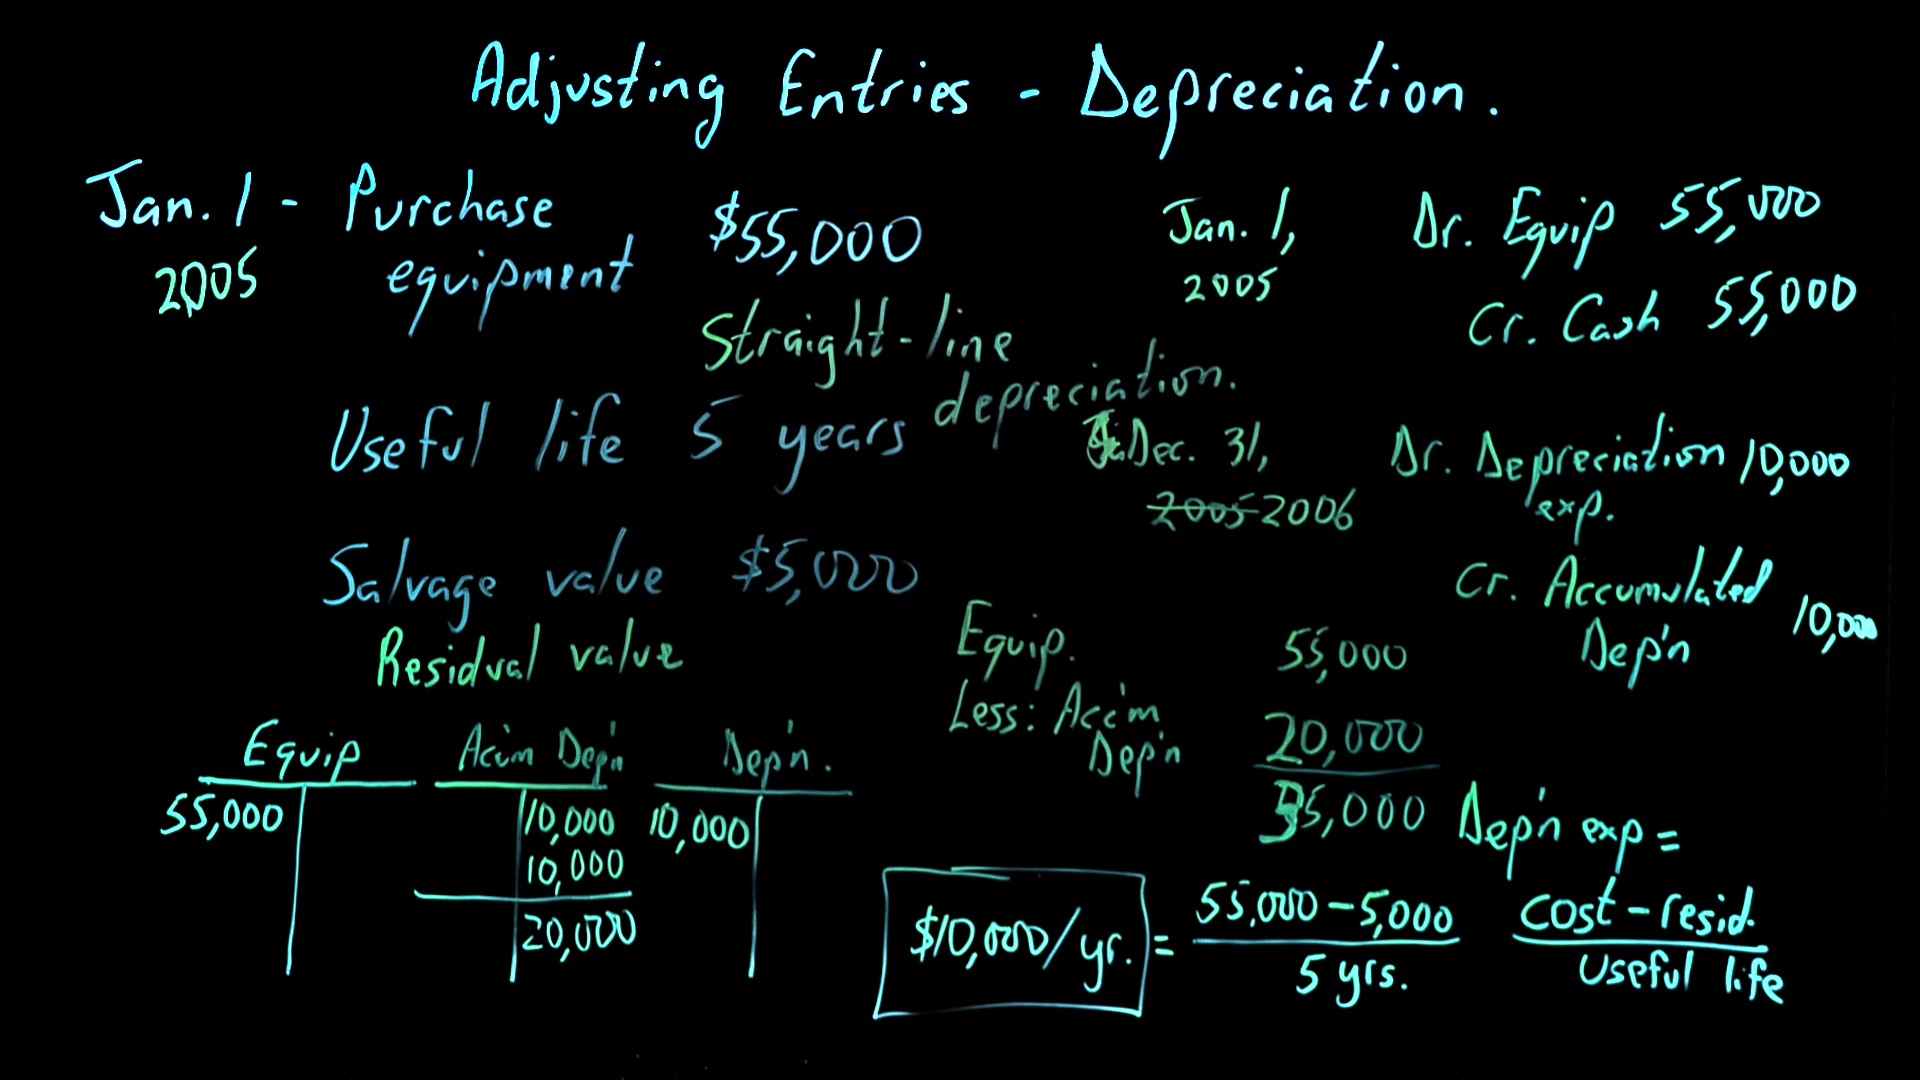 Adjusting Entries - Depreciation.
Jan. 1 - Purchase
2005 equipment
$55,000
Straight-line
depreciation.
Useful life 5 years
Salvage value $5,000
Residual value
Jan. 1,
2005
Dr. Equip 55,000
Cr. Cash 55,000
Dec. 31,
2005 2006
Dr. Depreciation 10,000
exp.
Cr. Accumulated 10,000
Dep'n
Equip. 55,000
Less: Acc'm
Dep'n 20,000
35,000
Equip
55,000
Acc'm Dep'n
10,000
10,000
20,000
Dep'n.
10,000
Dep'n exp =
cost - resid.
Useful life
55,000 - 5,000
5 yrs.
=
$10,000/yr.